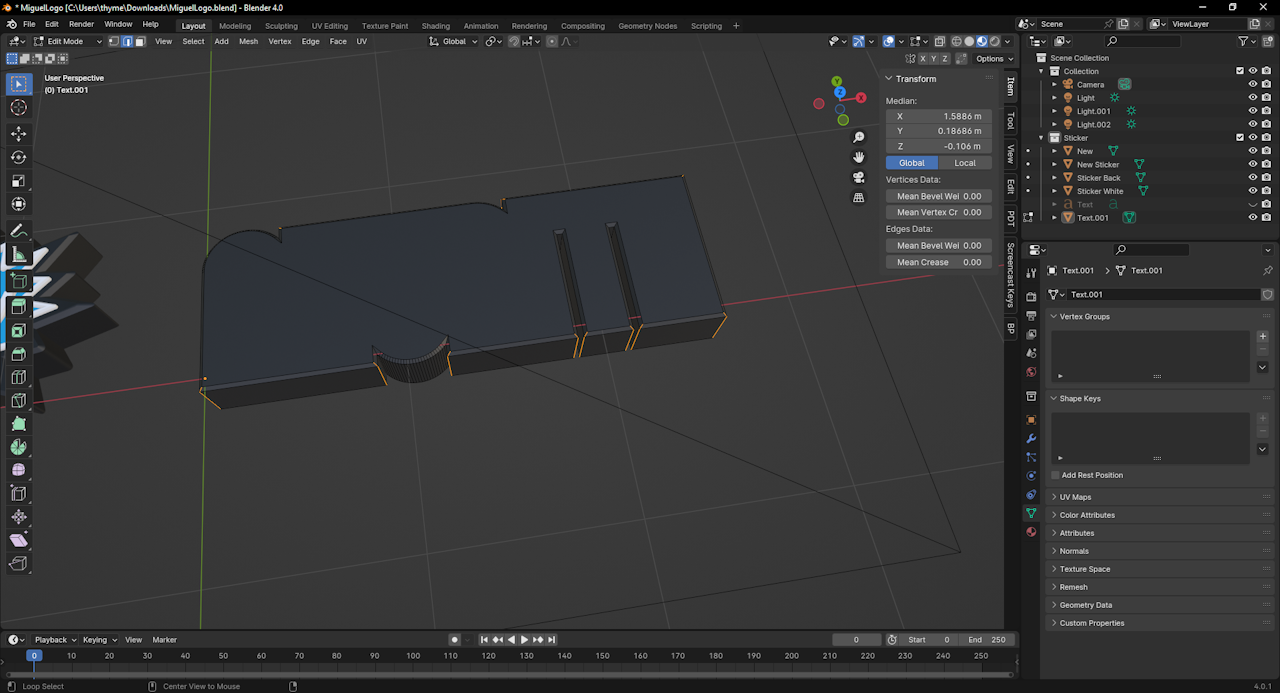 * MiguelLogo [C:\Users\thyme\Downloads\MiguelLogo.blend] - Blender 4.0
File Edit Render Window Help Layout Modeling Sculpting UV Editing Texture Paint Shading Animation Rendering Compositing Geometry Nodes Scripting + Scene ViewLayer
Edit Mode View Select Add Mesh Vertex Edge Face UV Global
X Y Z Options
User Perspective
(0) Text.001
Y
Z
X
Transform
Median:
X 1.5886 m
Y 0.18686 m
Z -0.106 m
Global Local
Vertices Data:
Mean Bevel Wei 0.00
Mean Vertex Cr 0.00
Edges Data:
Mean Bevel Wei 0.00
Mean Crease 0.00
Item
Tool
View
Edit
PDT
Screencast Keys
BP
Scene Collection
Collection
Camera
Light
Light.001
Light.002
Sticker
New
New Sticker
Sticker Back
Sticker White
Text
Text.001
Text.001 > Text.001
Text.001
Vertex Groups
Shape Keys
Add Rest Position
UV Maps
Color Attributes
Attributes
Normals
Texture Space
Remesh
Geometry Data
Custom Properties
Playback Keying View Marker 0 Start 0 End 250
0 10 20 30 40 50 60 70 80 90 100 110 120 130 140 150 160 170 180 190 200 210 220 230 240 250
Loop Select Center View to Mouse 4.0.1